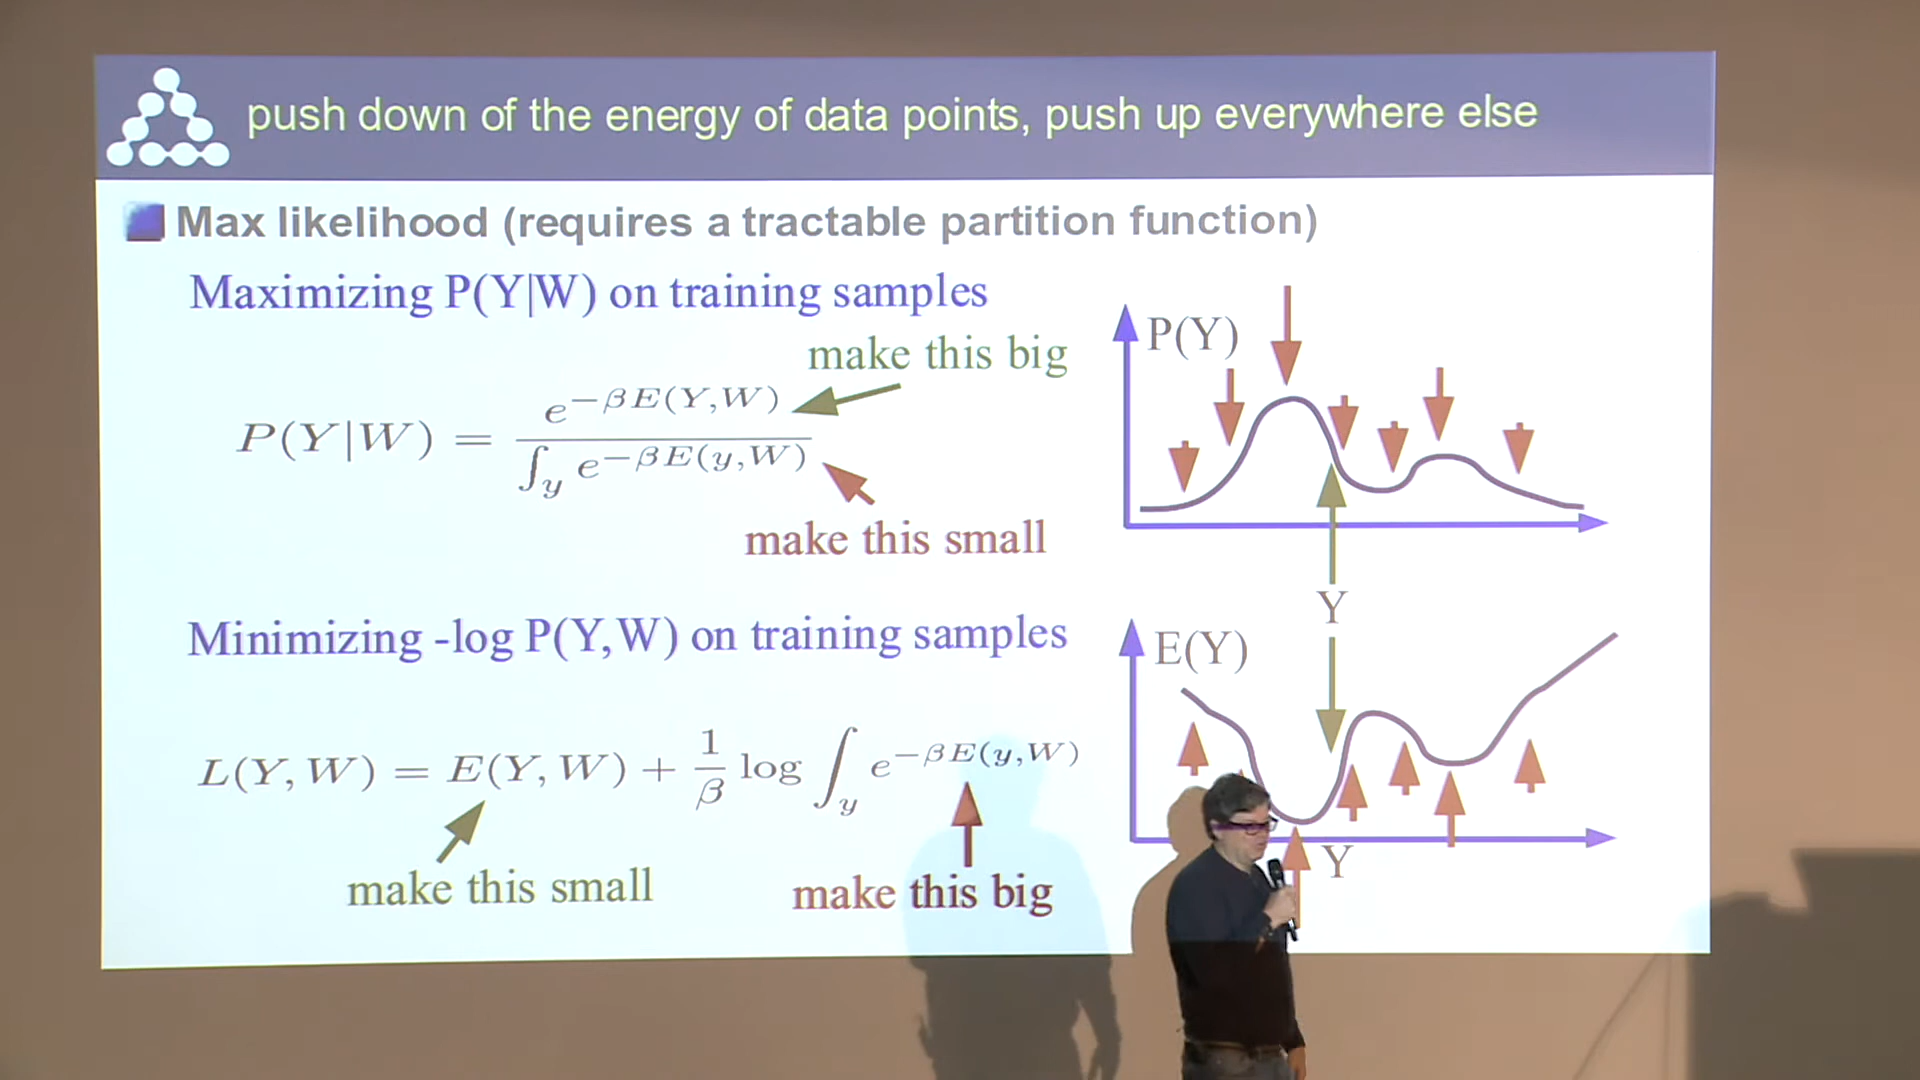 push down of the energy of data points, push up everywhere else
Max likelihood (requires a tractable partition function)
Maximizing P(Y|W) on training samples
make this big
P(Y|W) = e^{-βE(Y,W)} / ∫_y e^{-βE(y,W)}
make this small
P(Y)
Y
Minimizing -log P(Y,W) on training samples
E(Y)
L(Y,W) = E(Y,W) + 1/β log ∫_y e^{-βE(y,W)}
make this small
make this big
Y